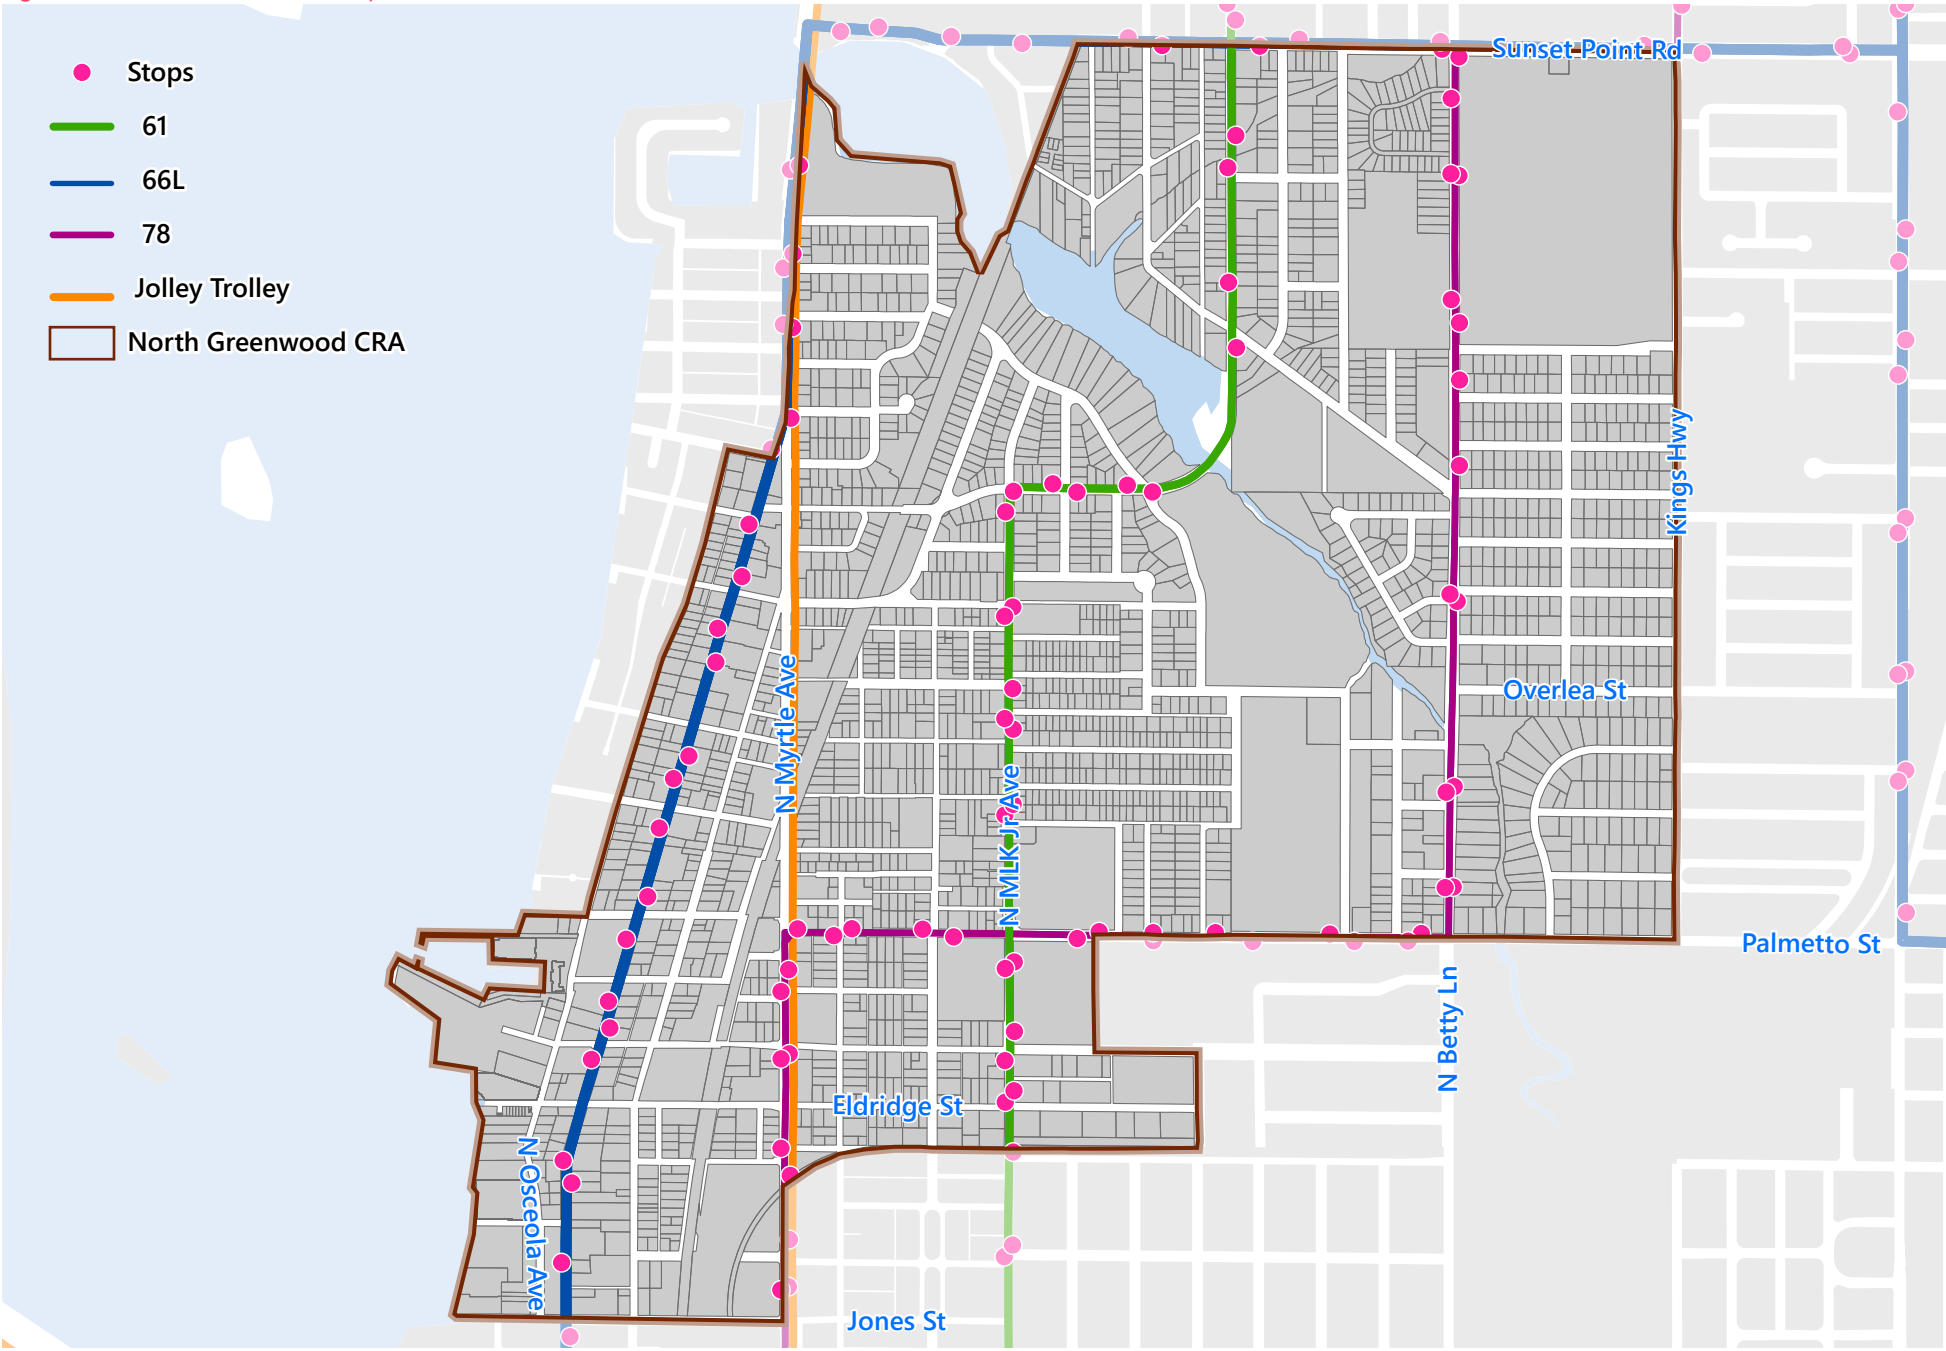 Stops
61
66L
78
Jolley Trolley
North Greenwood CRA
Sunset Point Rd
Kings Hwy
Overlea St
N Myrtle Ave
N MLK Jr Ave
Palmetto St
N Betty Ln
Eldridge St
N Osceola Ave
Jones St